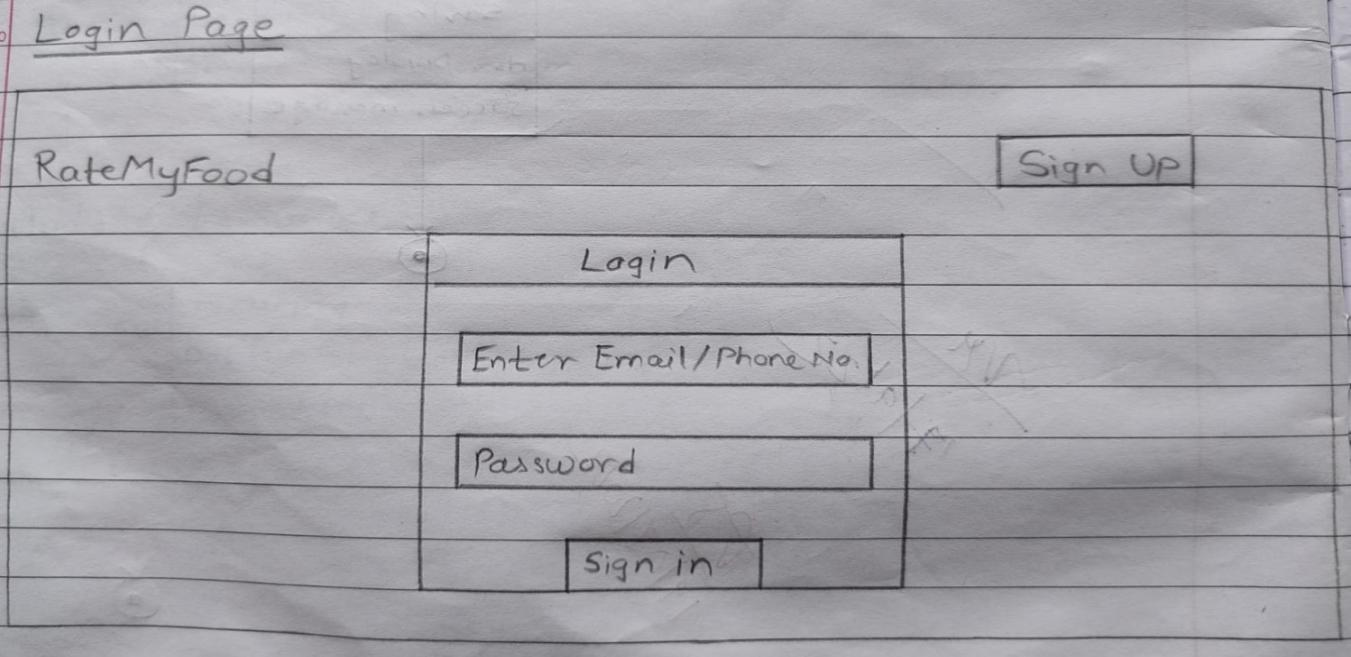 Login Page
RateMyFood
Sign Up
Login
Enter Email/Phone No.
Password
Sign in